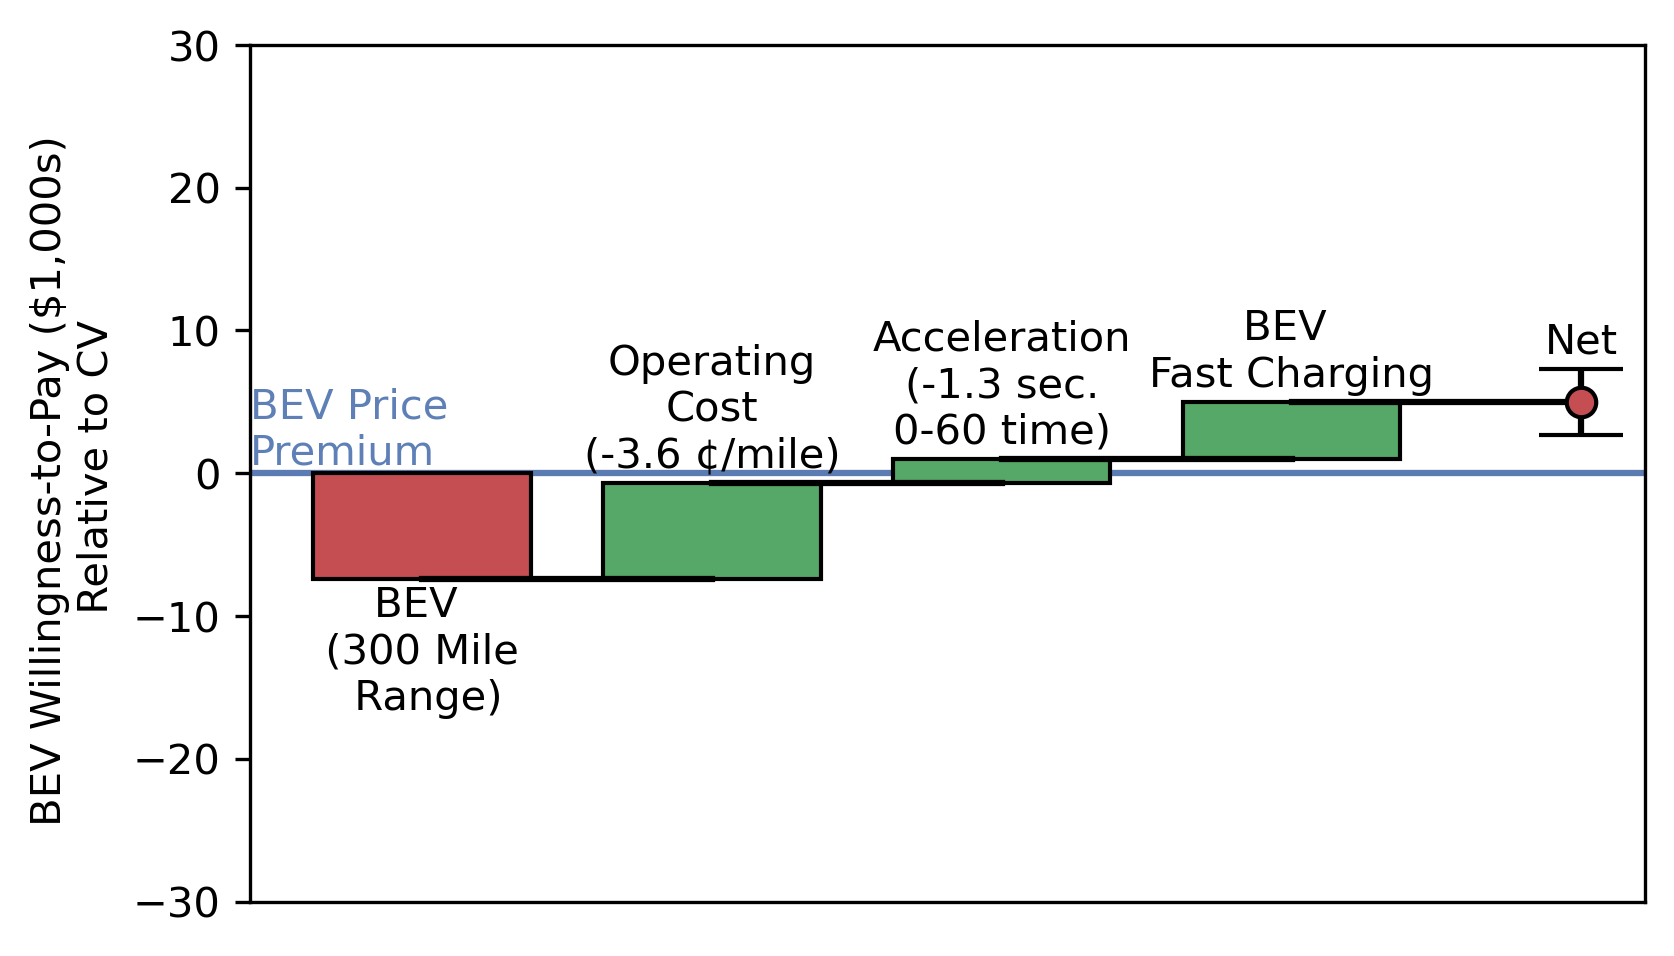 BEV Willingness-to-Pay ($1,000s)
Relative to CV
30
20
10
0
−10
−20
−30
BEV Price
Premium
BEV
(300 Mile
Range)
Operating
Cost
(-3.6 ¢/mile)
Acceleration
(-1.3 sec.
0-60 time)
BEV
Fast Charging
Net